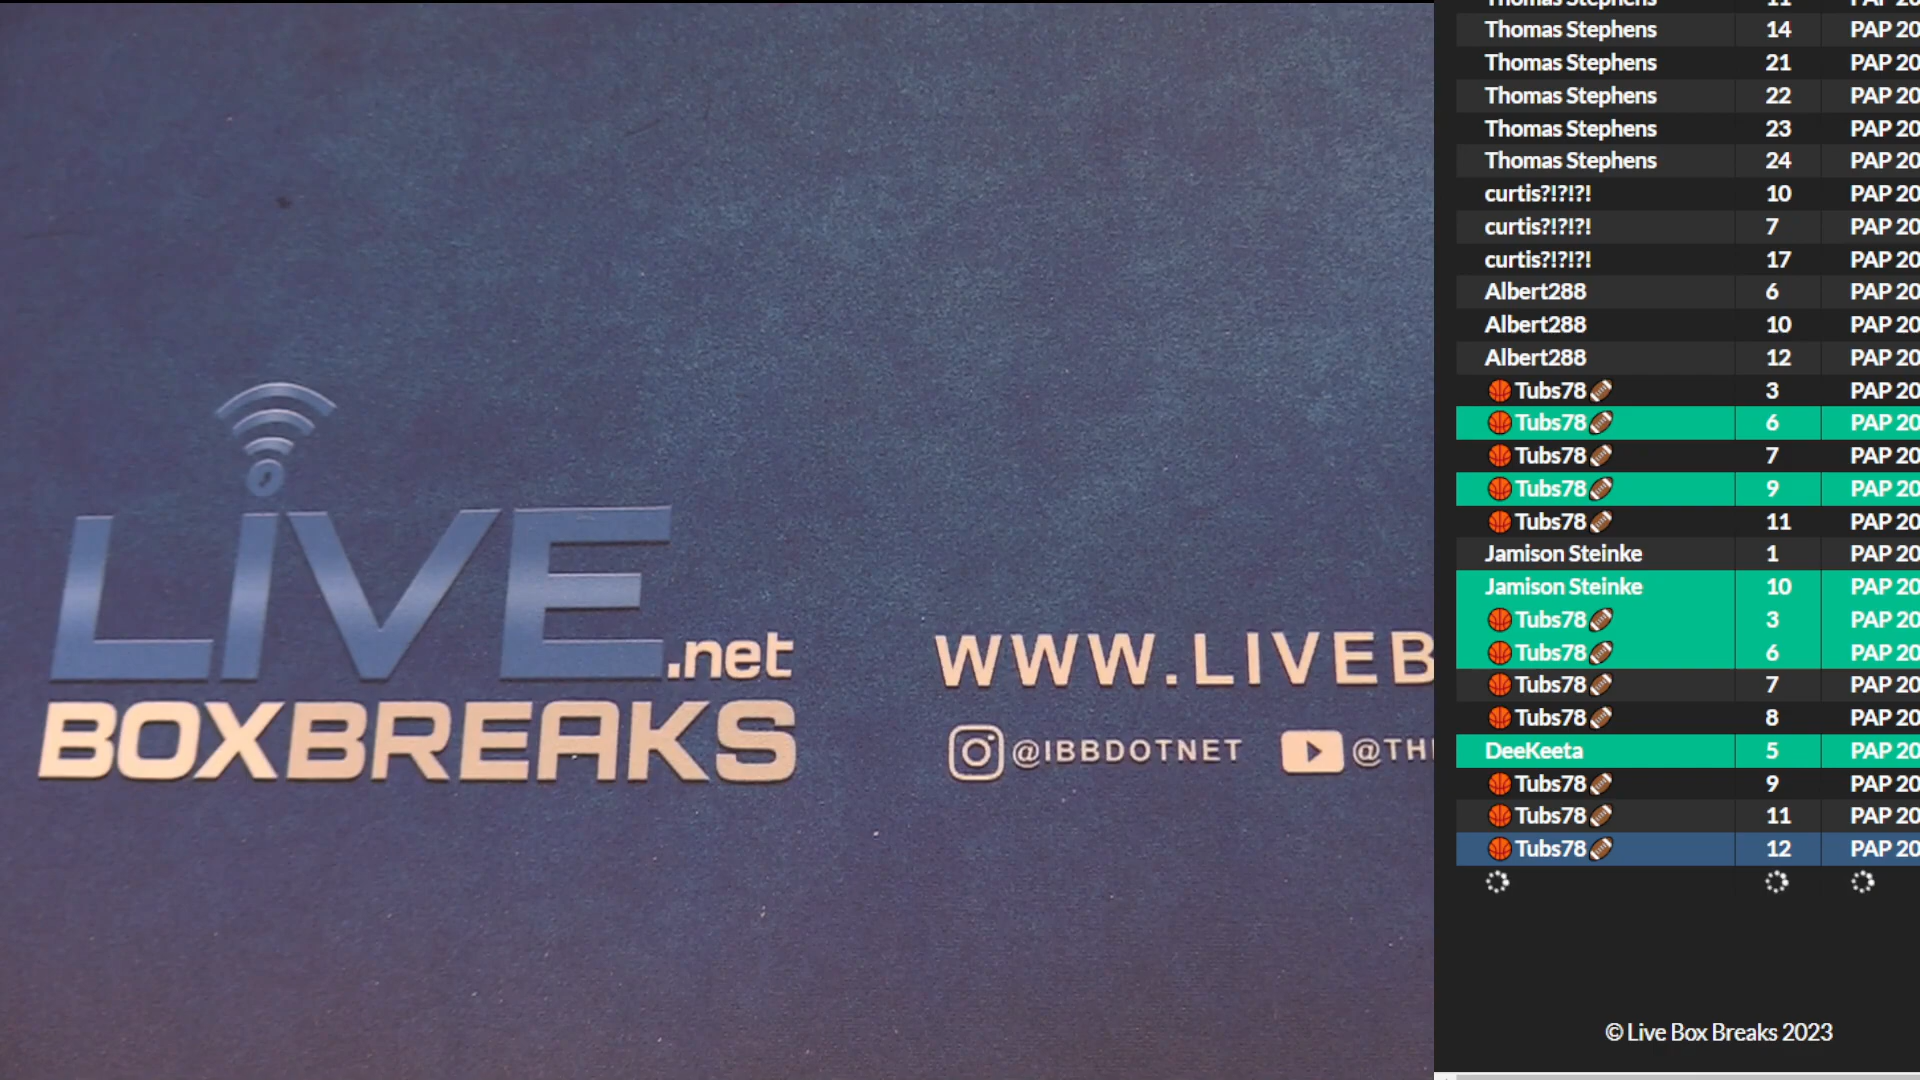 LIVE.net
BOXBREAKS
WWW.LIVEB
@IBBDOTNET @TH
Thomas Stephens 11 PAP 20
Thomas Stephens 14 PAP 20
Thomas Stephens 21 PAP 20
Thomas Stephens 22 PAP 20
Thomas Stephens 23 PAP 20
Thomas Stephens 24 PAP 20
curtis?!?!?! 10 PAP 20
curtis?!?!?! 7 PAP 20
curtis?!?!?! 17 PAP 20
Albert288 6 PAP 20
Albert288 10 PAP 20
Albert288 12 PAP 20
🏀Tubs78🏈 3 PAP 20
🏀Tubs78🏈 6 PAP 20
🏀Tubs78🏈 7 PAP 20
🏀Tubs78🏈 9 PAP 20
🏀Tubs78🏈 11 PAP 20
Jamison Steinke 1 PAP 20
Jamison Steinke 10 PAP 20
🏀Tubs78🏈 3 PAP 20
🏀Tubs78🏈 6 PAP 20
🏀Tubs78🏈 7 PAP 20
🏀Tubs78🏈 8 PAP 20
DeeKeeta 5 PAP 20
🏀Tubs78🏈 9 PAP 20
🏀Tubs78🏈 11 PAP 20
🏀Tubs78🏈 12 PAP 20
© Live Box Breaks 2023